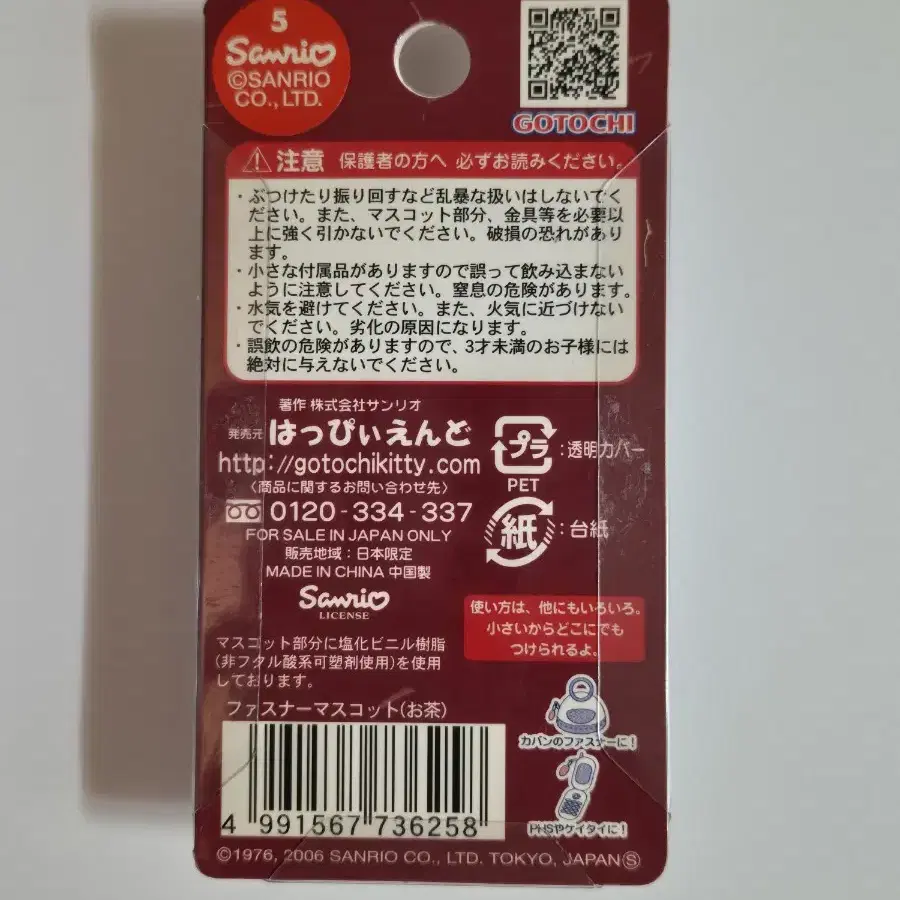 5
Sanrio
©SANRIO
CO., LTD.
GOTOCHI
注意 保護者の方へ 必ずお読みください。
・ぶつけたり振り回すなど乱暴な扱いはしないでく
ださい。また、マスコット部分、金具等を必要以
上に強く引かないでください。破損の恐れがあり
ます。
・小さな付属品がありますので誤って飲み込まない
ように注意してください。窒息の危険があります。
・水気を避けてください。また、火気に近づけない
でください。劣化の原因になります。
・誤飲の危険がありますので、3才未満のお子様には
絶対に与えないでください。
著作 株式会社サンリオ
発売元 はっぴぃえんど
http://gotochikitty.com
〈商品に関するお問い合わせ先〉
0120-334-337
FOR SALE IN JAPAN ONLY
販売地域：日本限定
MADE IN CHINA 中国製
Sanrio
LICENSE
プラ ：透明カバー
PET
紙 ：台紙
マスコット部分に塩化ビニル樹脂
(非フタル酸系可塑剤使用)を使用
しております。
ファスナーマスコット(お茶)
使い方は、他にもいろいろ。
小さいからどこにでも
つけられるよ。
カバンのファスナーに!
PHSやケイタイに!
4 991567 736258
©1976, 2006 SANRIO CO., LTD. TOKYO, JAPAN Ⓢ